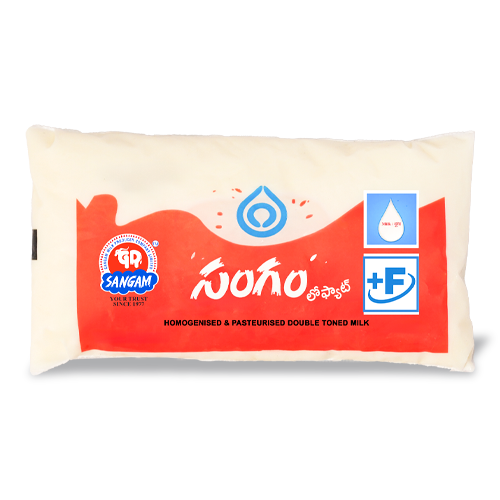 SANGAM
YOUR TRUST
SINCE 1977
సంగం
లో ఫ్యాట్
+F
HOMOGENISED & PASTEURISED DOUBLE TONED MILK